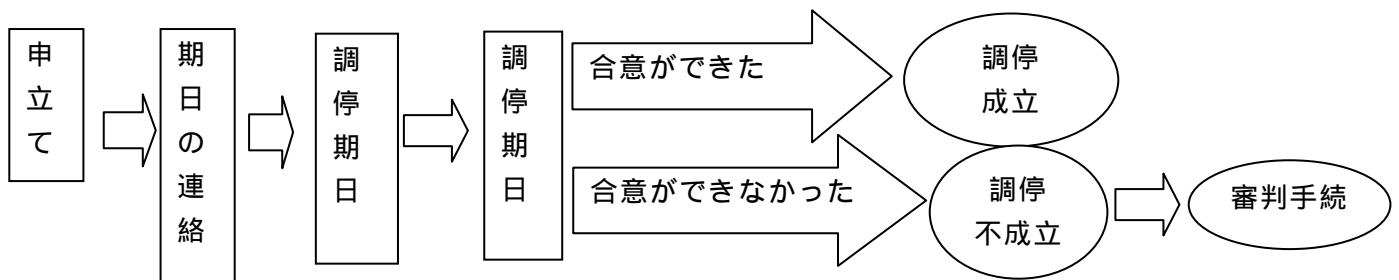 申立て
期日の連絡
調停期日
調停期日
合意ができた
調停
成立
合意ができなかった
調停
不成立
審判手続